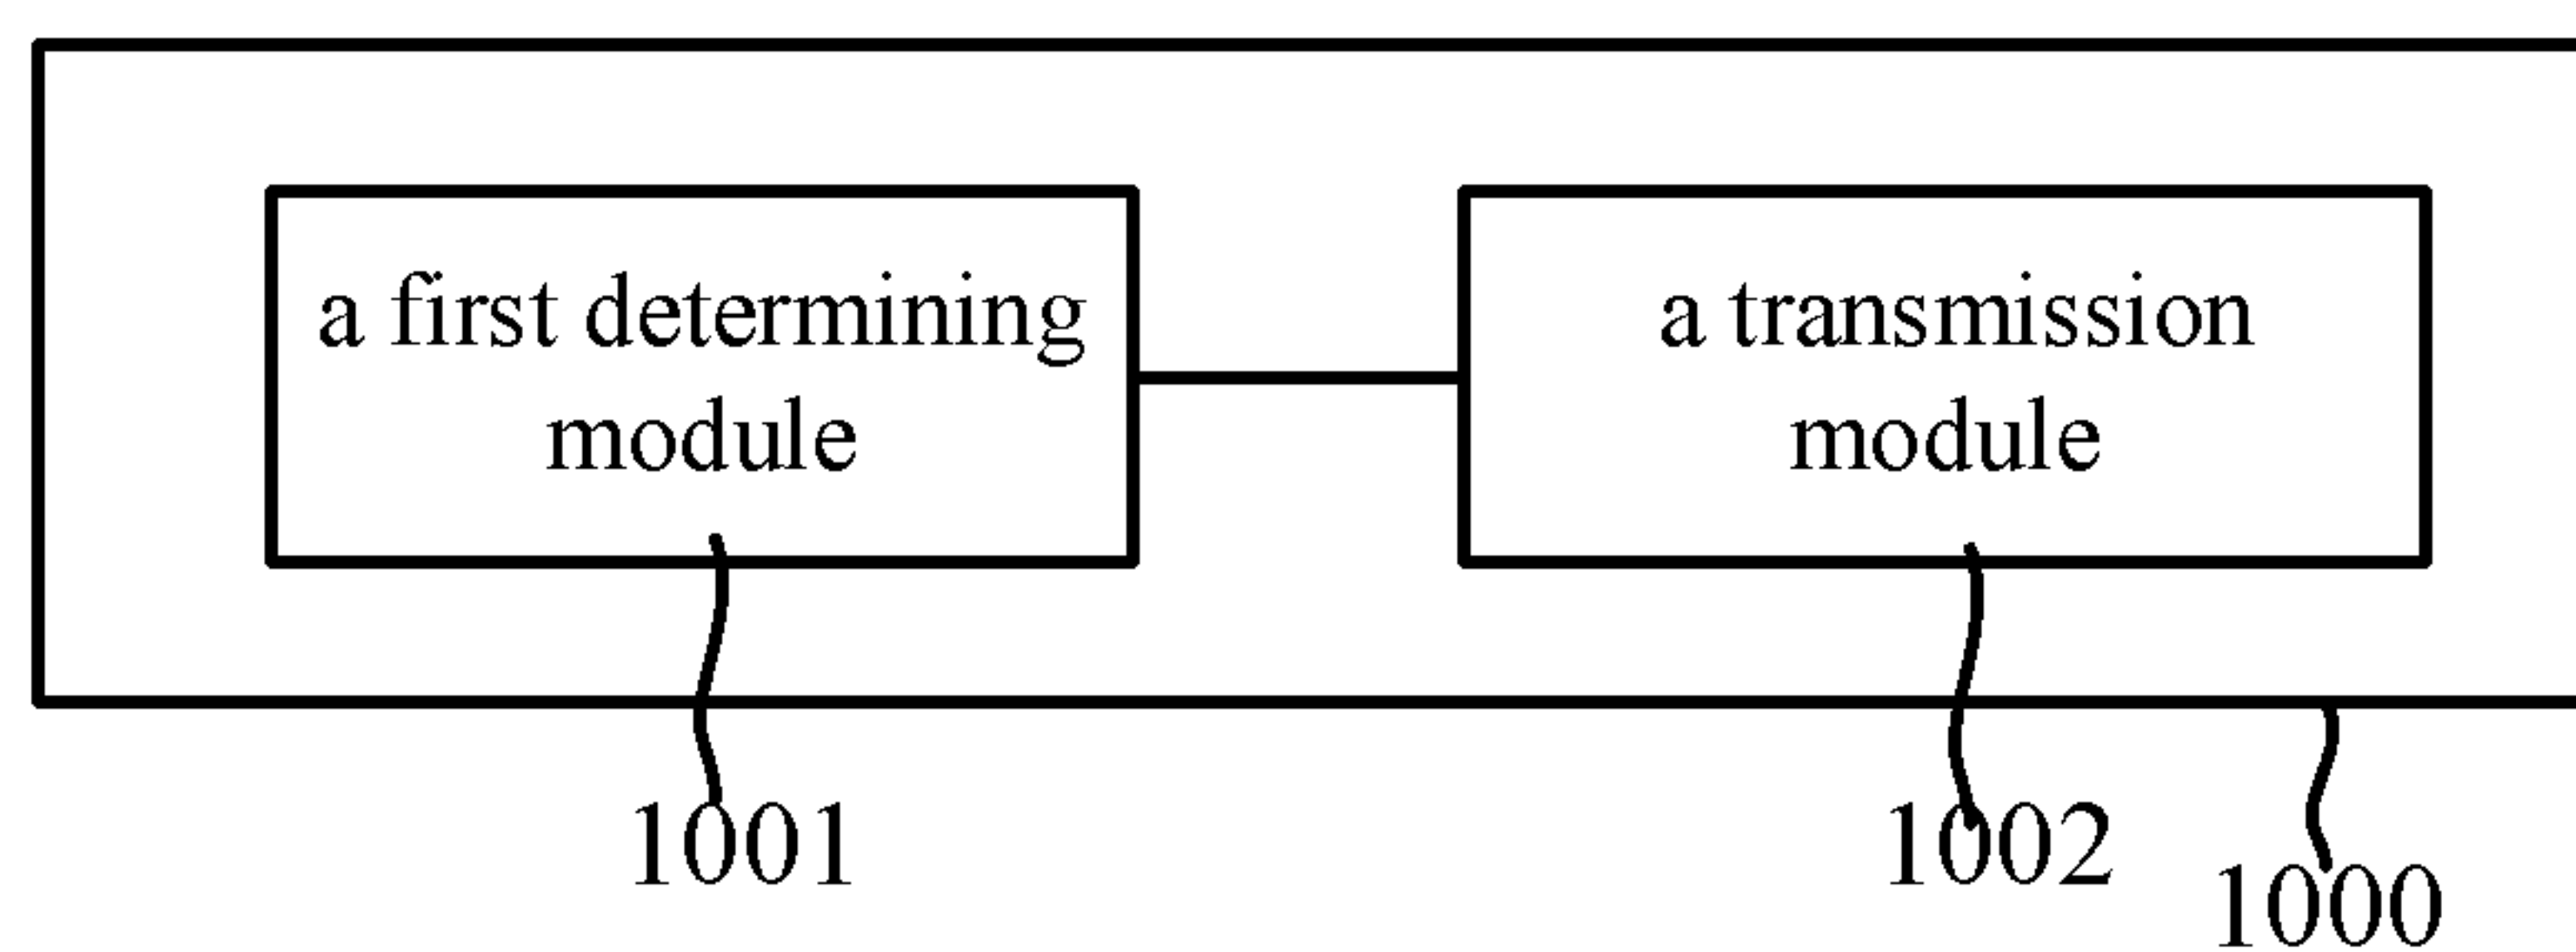 a first determining
module
a transmission
module
1001
1002
1000